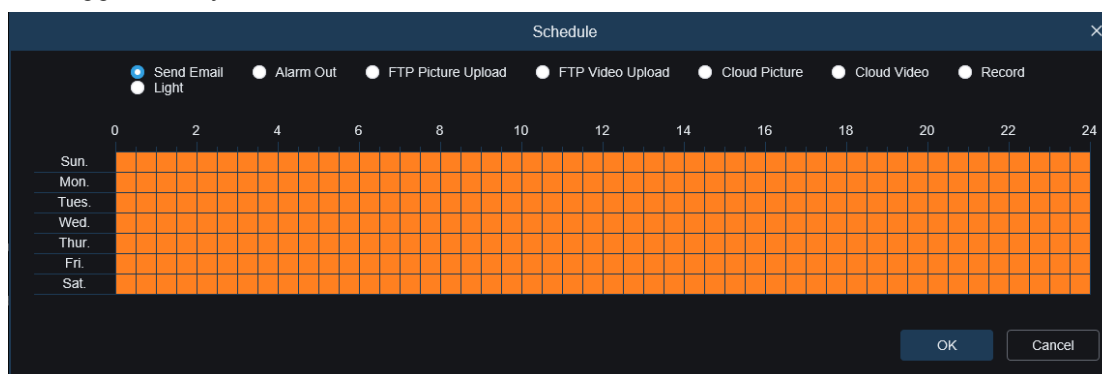 Schedule
Send Email Alarm Out FTP Picture Upload FTP Video Upload Cloud Picture Cloud Video Record
Light
0 2 4 6 8 10 12 14 16 18 20 22 24
Sun.
Mon.
Tues.
Wed.
Thur.
Fri.
Sat.
OK Cancel